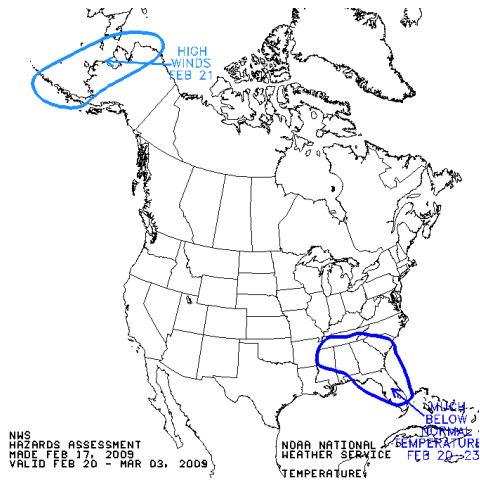 HIGH
WINDS
FEB 21
MUCH
BELOW
NORMAL
TEMPERATURE
FEB 20-23
NWS
HAZARDS ASSESSMENT
MADE FEB 17, 2009
VALID FEB 20 - MAR 03, 2009
NOAA NATIONAL
WEATHER SERVICE
TEMPERATURE